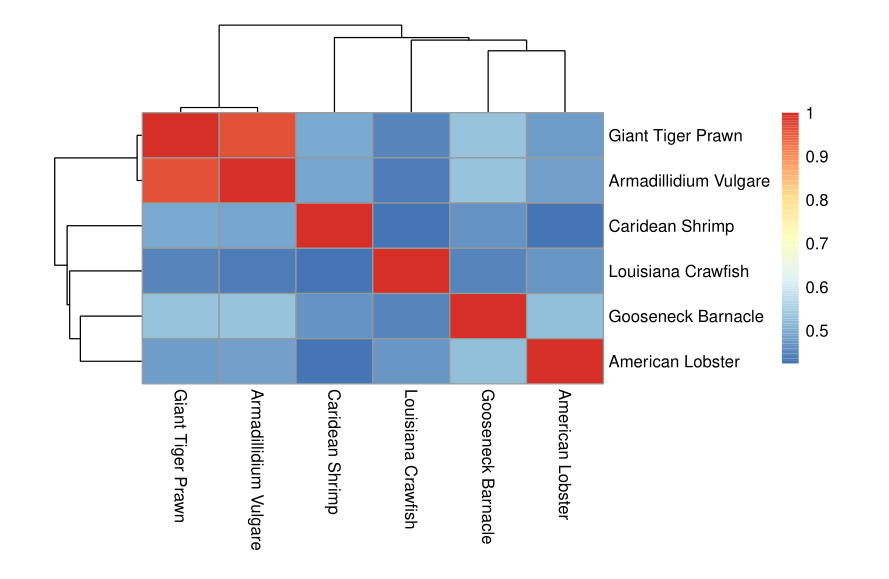 1
Giant Tiger Prawn
0.9
Armadillidium Vulgare
0.8
Caridean Shrimp
0.7
Louisiana Crawfish
0.6
Gooseneck Barnacle
0.5
American Lobster
Giant Tiger Prawn
Armadillidium Vulgare
Caridean Shrimp
Louisiana Crawfish
Gooseneck Barnacle
American Lobster